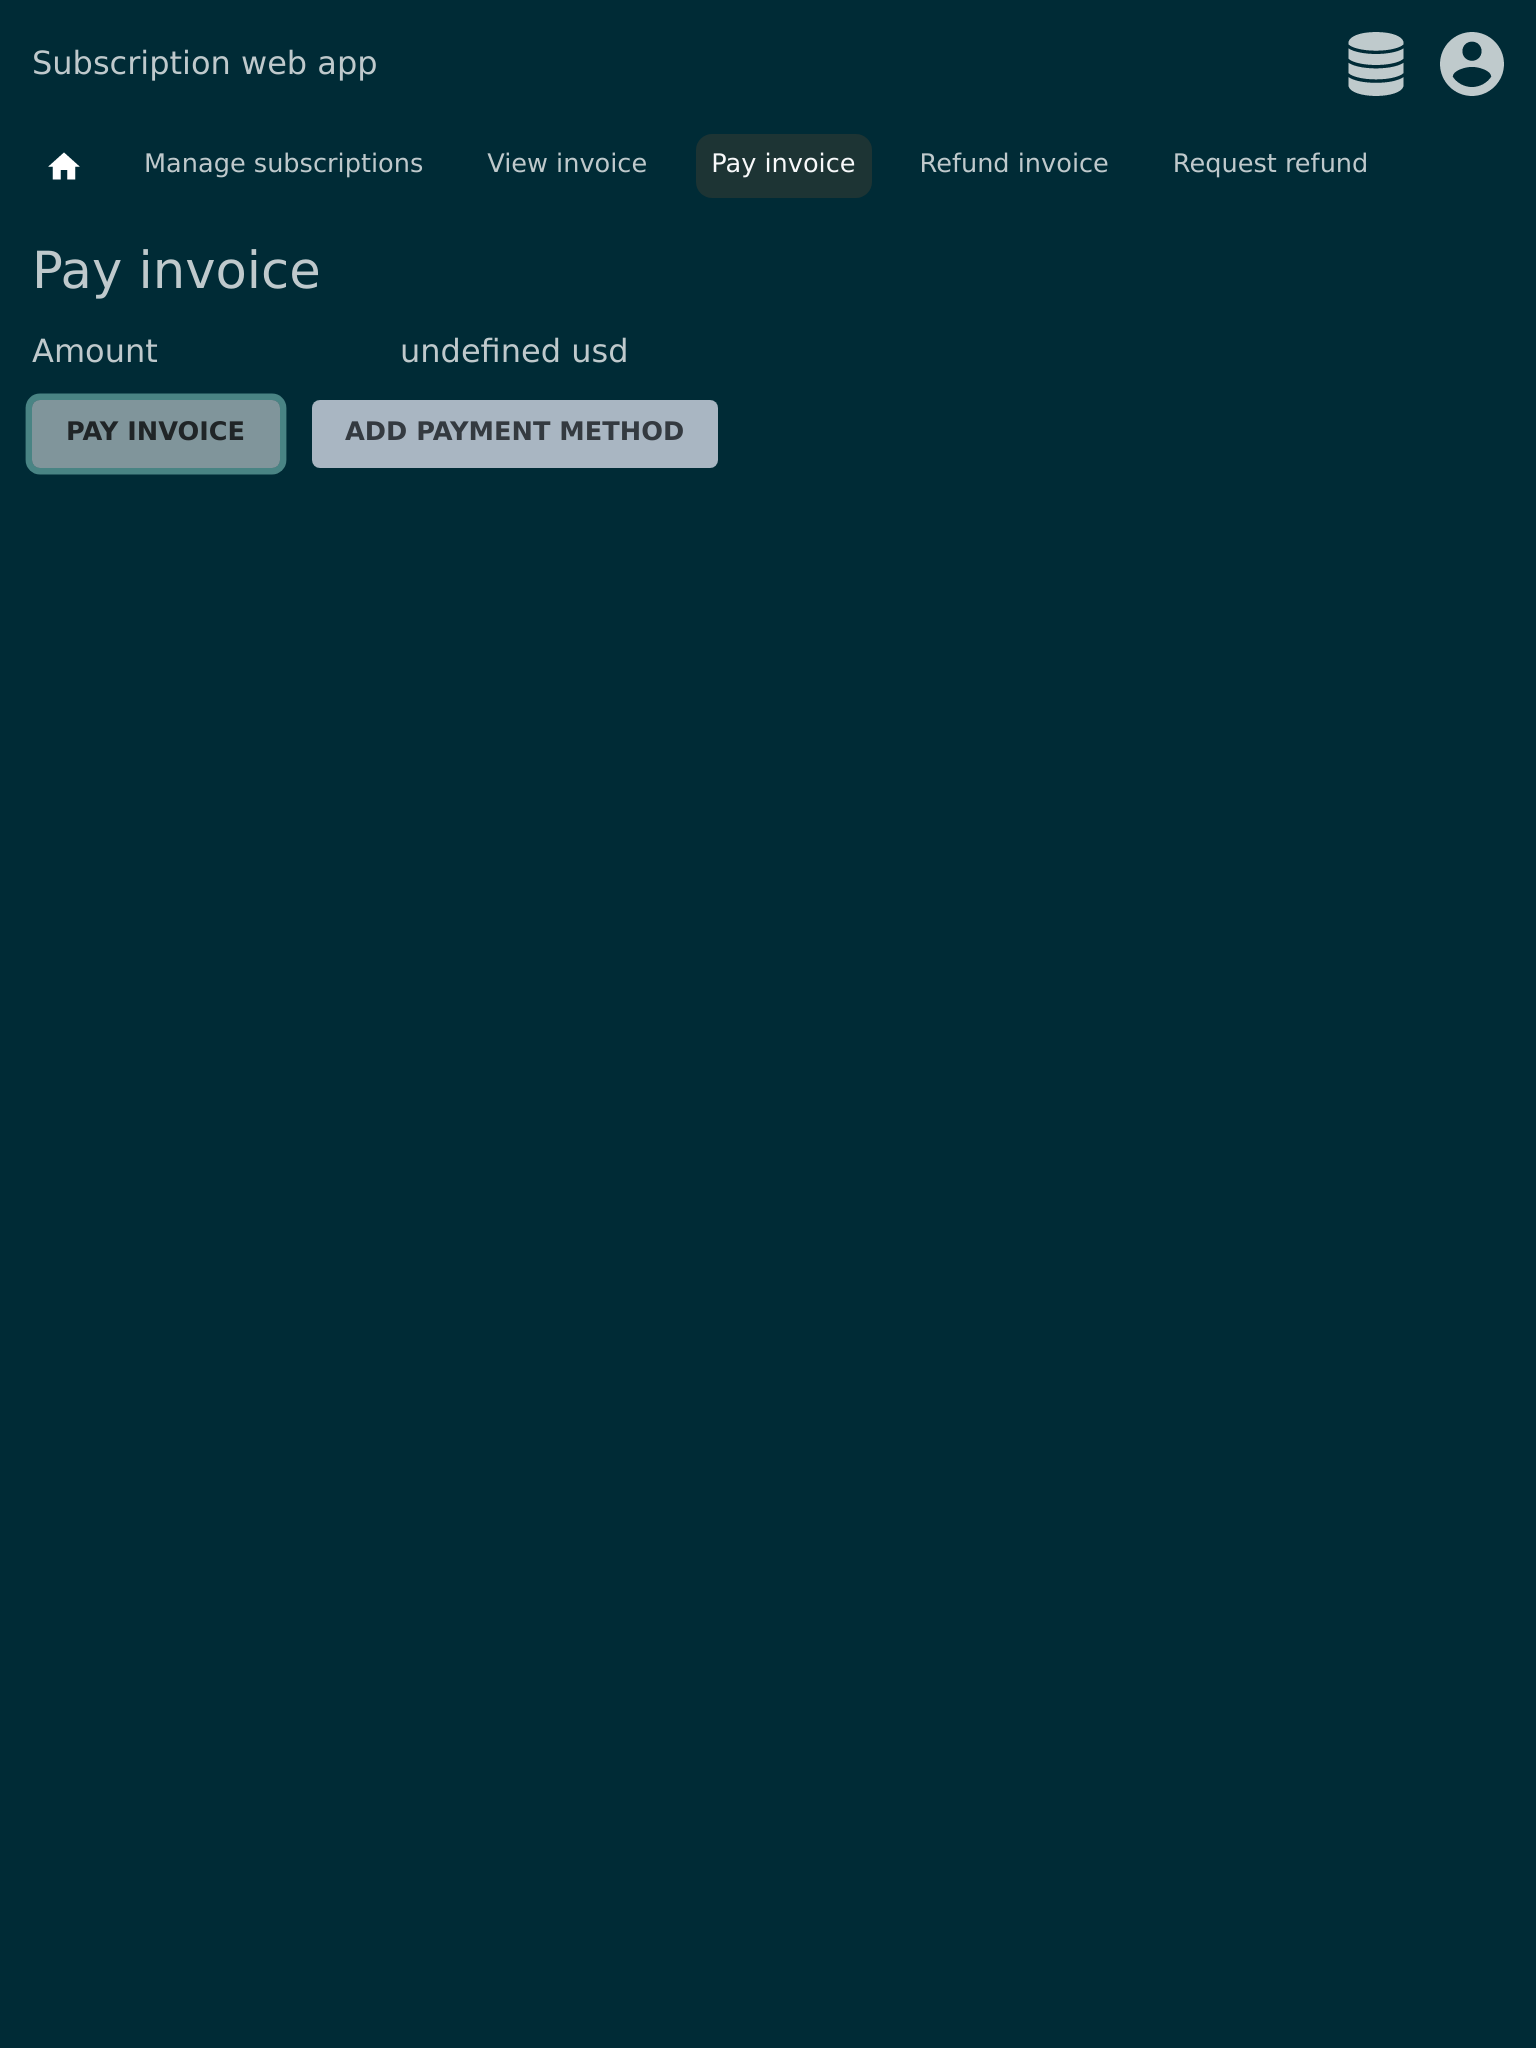 Subscription web app
Manage subscriptions View invoice Pay invoice Refund invoice Request refund
Pay invoice
Amount undefined usd
PAY INVOICE ADD PAYMENT METHOD